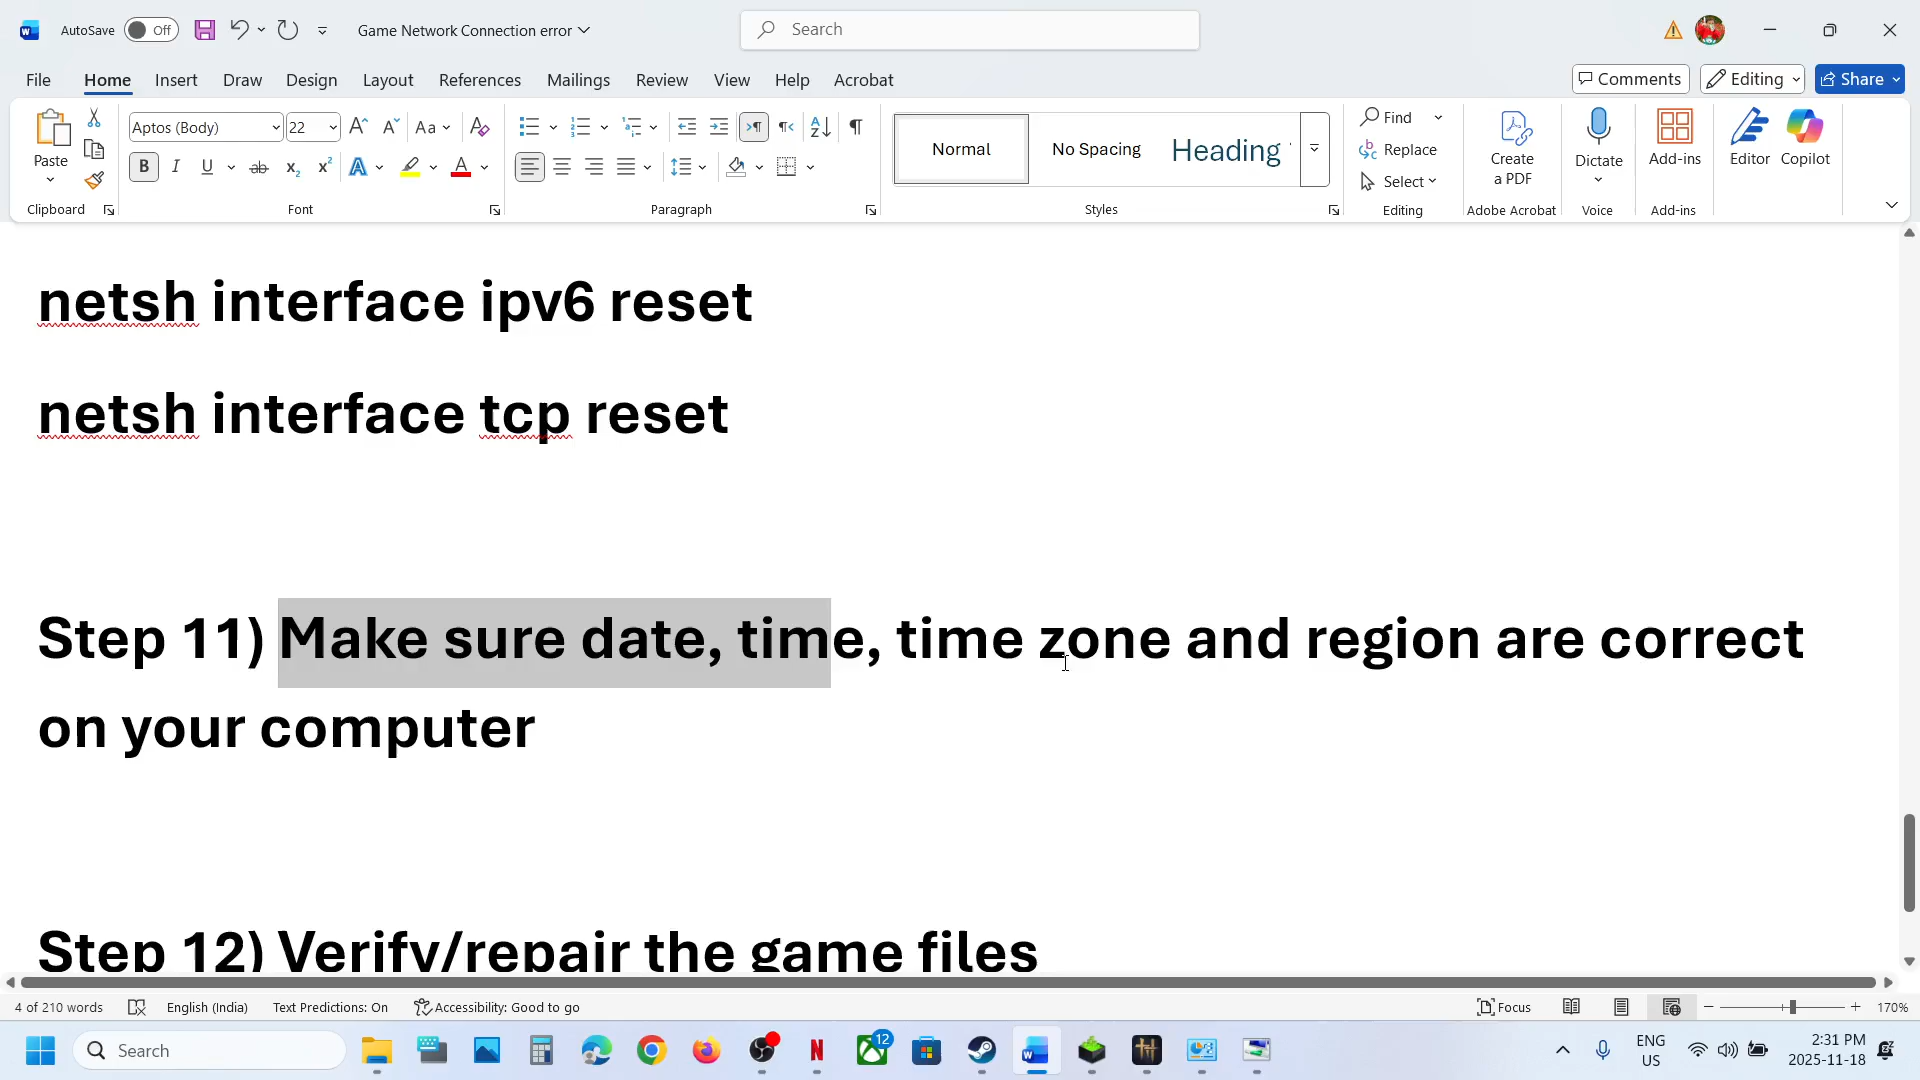 AutoSave Off Game Network Connection error Search
File Home Insert Draw Design Layout References Mailings Review View Help Acrobat Comments Editing Share
Paste Aptos (Body) 22 Aa Normal No Spacing Heading Find Replace Select Create a PDF Dictate Add-ins Editor Copilot
Clipboard Font Paragraph Styles Editing Adobe Acrobat Voice Add-ins
netsh interface ipv6 reset
netsh interface tcp reset
Step 11) Make sure date, time, time zone and region are correct
on your computer
Step 12) Verify/repair the game files
4 of 210 words English (India) Text Predictions: On Accessibility: Good to go Focus 170%
Search 12 ENG US 2:31 PM 2025-11-18